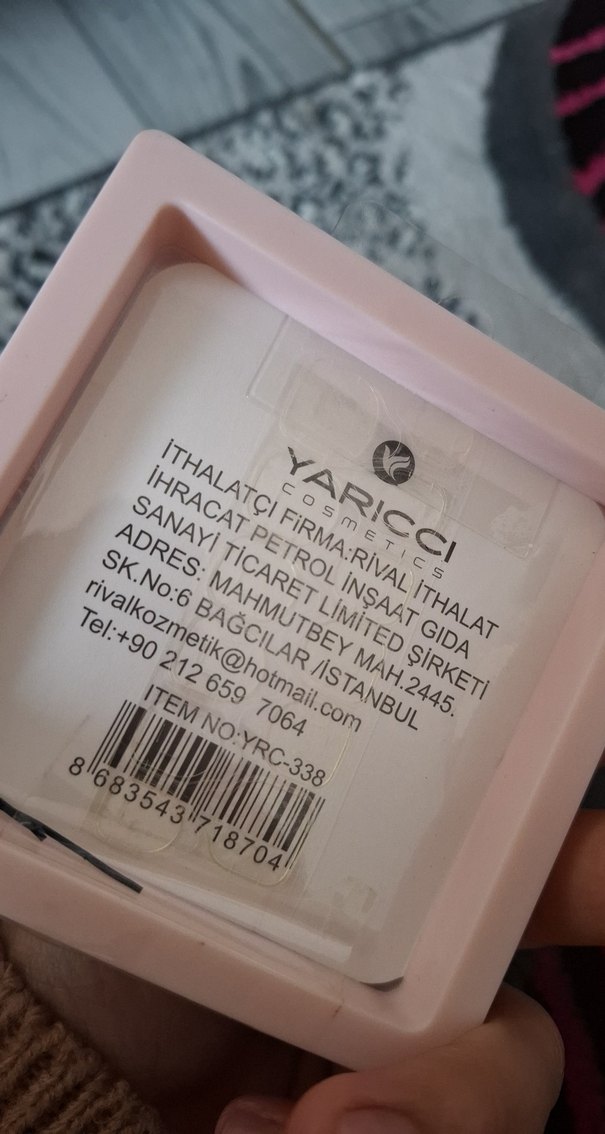 YARICCI
COSMETICS
İTHALATÇI FİRMA:RİVAL İTHALAT
İHRACAT PETROL İNŞAAT GIDA
SANAYİ TİCARET LİMİTED ŞİRKETİ
ADRES: MAHMUTBEY MAH.2445.
SK.No:6 BAĞCILAR /İSTANBUL
rivalkozmetik@hotmail.com
Tel:+90 212 659 7064
ITEM NO:YRC-338
8 683543 718704